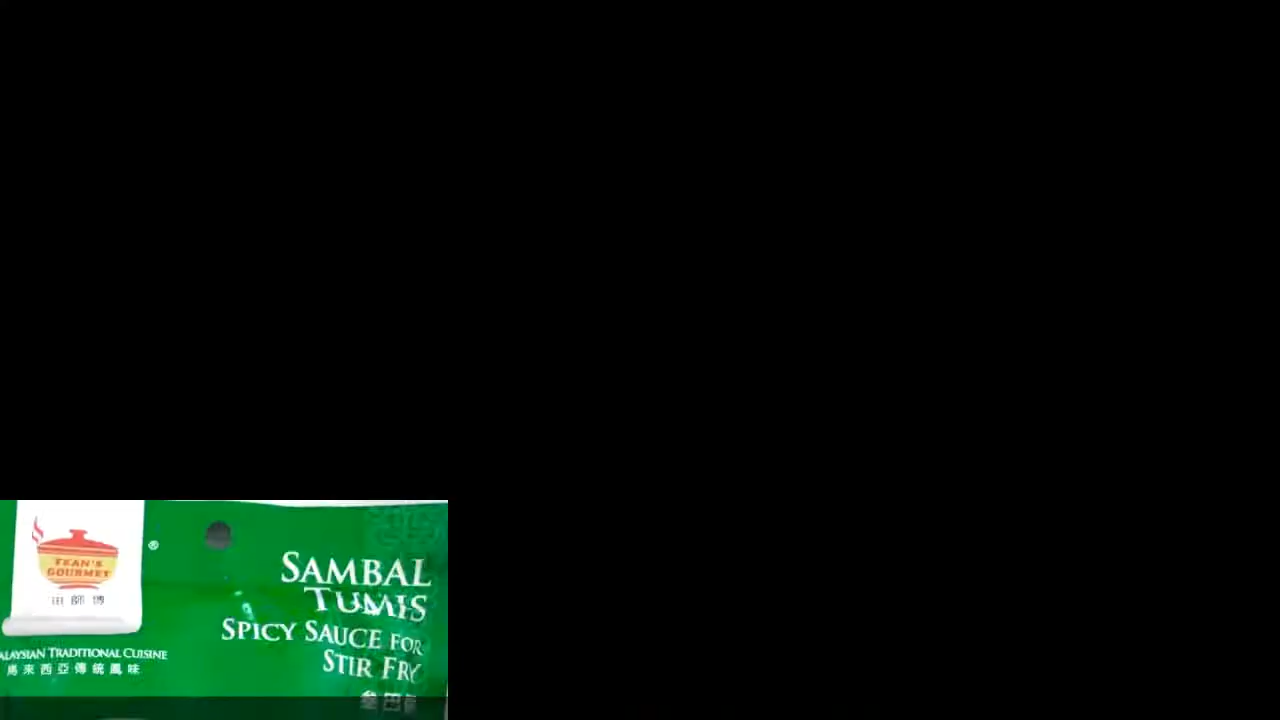 TEAN'S
GOURMET
田師傅
®
MALAYSIAN TRADITIONAL CUISINE
馬來西亞傳統風味
SAMBAL
TUMIS
SPICY SAUCE FOR
STIR FRY